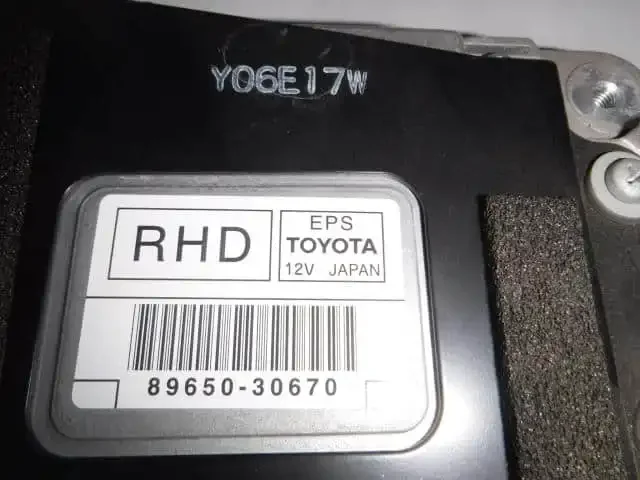 Y06E17W
RHD
EPS
TOYOTA
12V JAPAN
89650-30670